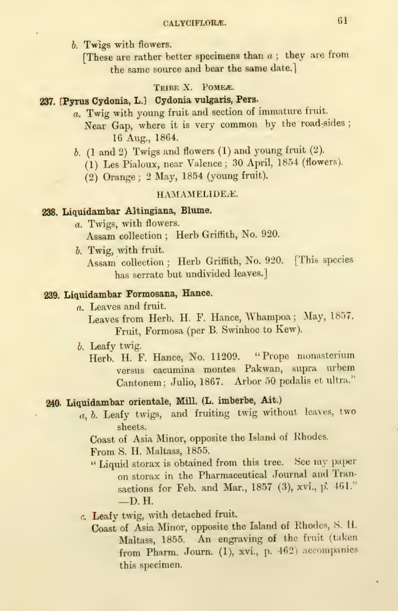 CALYCIFLORÆ. 61
b. Twigs with flowers.
[These are rather better specimens than a ; they are from
the same source and bear the same date.]
Tribe X. Pomeæ.
237. [Pyrus Cydonia, L.] Cydonia vulgaris, Pers.
a. Twig with young fruit and section of immature fruit.
Near Gap, where it is very common by the road-sides ;
16 Aug., 1864.
b. (1 and 2) Twigs and flowers (1) and young fruit (2).
(1) Les Pialoux, near Valence ; 30 April, 1854 (flowers).
(2) Orange ; 2 May, 1854 (young fruit).
HAMAMELIDEÆ.
238. Liquidambar Altingiana, Blume.
a. Twigs, with flowers.
Assam collection ; Herb Griffith, No. 920.
b. Twig, with fruit.
Assam collection ; Herb Griffith, No. 920. [This species
has serrate but undivided leaves.]
239. Liquidambar Formosana, Hance.
a. Leaves and fruit.
Leaves from Herb. H. F. Hance, Whampoa ; May, 1857.
Fruit, Formosa (per B. Swinhoe to Kew).
b. Leafy twig.
Herb. H. F. Hance, No. 11209. “Prope monasterium
versus cacumina montes Pakwan, supra urbem
Cantonem ; Julio, 1867. Arbor 50 pedalis et ultra.”
240. Liquidambar orientale, Mill. (L. imberbe, Ait.)
a, b. Leafy twigs, and fruiting twig without leaves, two
sheets.
Coast of Asia Minor, opposite the Island of Rhodes.
From S. H. Maltass, 1855.
“ Liquid storax is obtained from this tree. See my paper
on storax in the Pharmaceutical Journal and Tran-
sactions for Feb. and Mar., 1857 (3), xvi., p. 461.”
—D. H.
c. Leafy twig, with detached fruit.
Coast of Asia Minor, opposite the Island of Rhodes, S. H.
Maltass, 1855. An engraving of the fruit (taken
from Pharm. Journ. (1), xvi., p. 462) accompanies
this specimen.